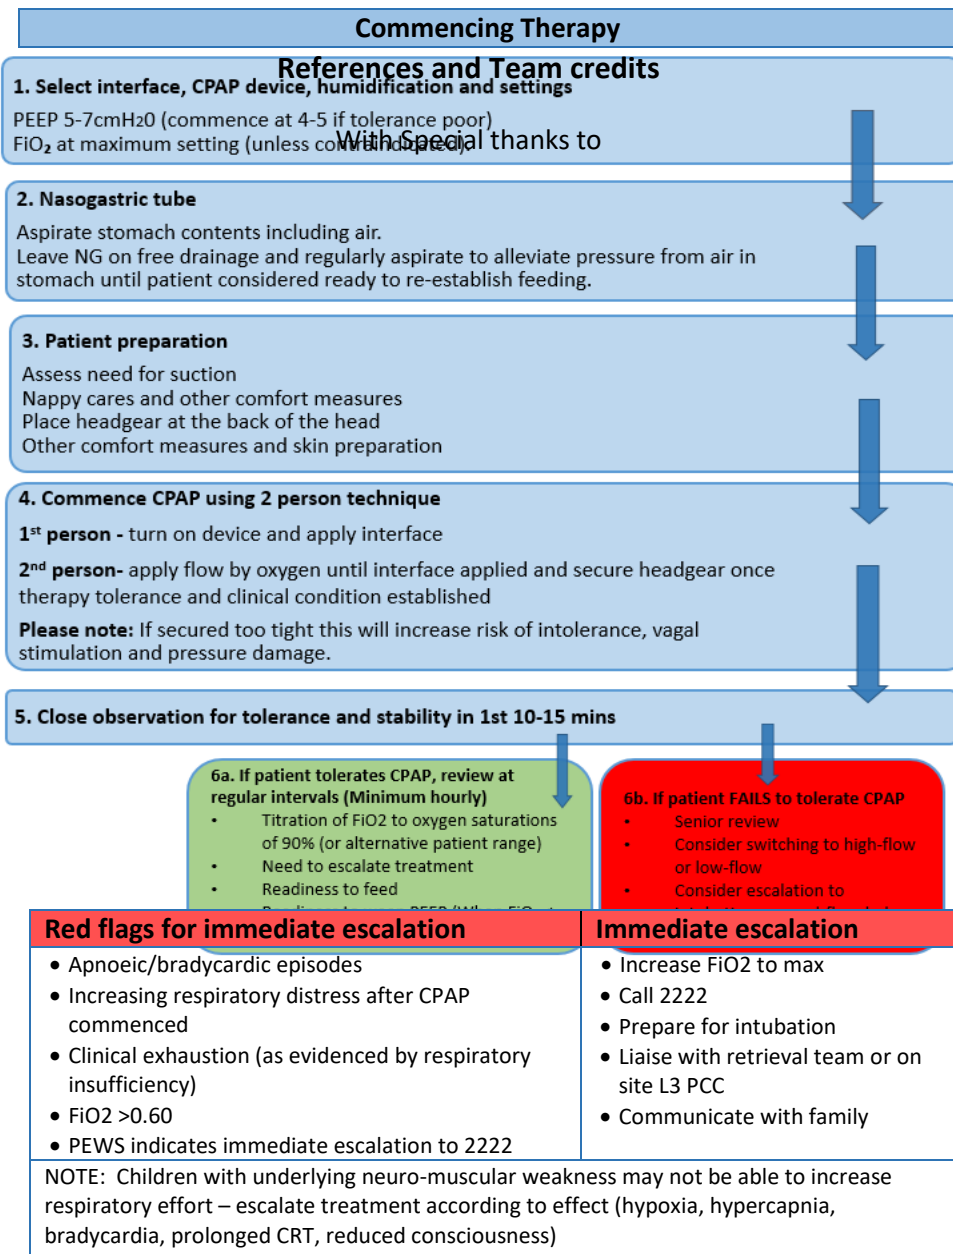 Commencing Therapy
References and Team credits
1. Select interface, CPAP device, humidification and settings
PEEP 5-7cmH20 (commence at 4-5 if tolerance poor)
With Special thanks to
FiO₂ at maximum setting (unless contraindicated).
2. Nasogastric tube
Aspirate stomach contents including air.
Leave NG on free drainage and regularly aspirate to alleviate pressure from air in
stomach until patient considered ready to re-establish feeding.
3. Patient preparation
Assess need for suction
Nappy cares and other comfort measures
Place headgear at the back of the head
Other comfort measures and skin preparation
4. Commence CPAP using 2 person technique
1st person - turn on device and apply interface
2nd person- apply flow by oxygen until interface applied and secure headgear once
therapy tolerance and clinical condition established
Please note: If secured too tight this will increase risk of intolerance, vagal
stimulation and pressure damage.
5. Close observation for tolerance and stability in 1st 10-15 mins
6a. If patient tolerates CPAP, review at
regular intervals (Minimum hourly)
• Titration of FiO2 to oxygen saturations
of 90% (or alternative patient range)
• Need to escalate treatment
• Readiness to feed
6b. If patient FAILS to tolerate CPAP
• Senior review
• Consider switching to high-flow
or low-flow
• Consider escalation to
Red flags for immediate escalation
• Apnoeic/bradycardic episodes
• Increasing respiratory distress after CPAP
commenced
• Clinical exhaustion (as evidenced by respiratory
insufficiency)
• FiO2 >0.60
• PEWS indicates immediate escalation to 2222
Immediate escalation
• Increase FiO2 to max
• Call 2222
• Prepare for intubation
• Liaise with retrieval team or on
site L3 PCC
• Communicate with family
NOTE: Children with underlying neuro-muscular weakness may not be able to increase
respiratory effort – escalate treatment according to effect (hypoxia, hypercapnia,
bradycardia, prolonged CRT, reduced consciousness)